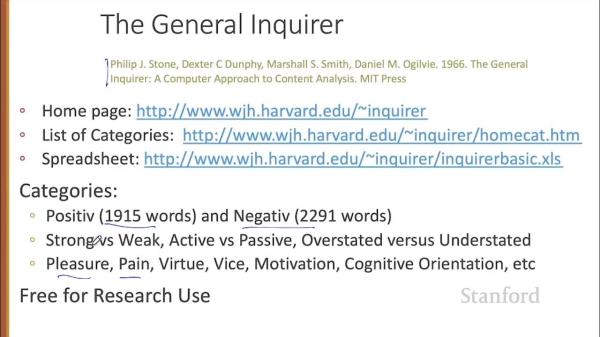 The General Inquirer
Philip J. Stone, Dexter C Dunphy, Marshall S. Smith, Daniel M. Ogilvie. 1966. The General
Inquirer: A Computer Approach to Content Analysis. MIT Press
Home page: http://www.wjh.harvard.edu/~inquirer
List of Categories: http://www.wjh.harvard.edu/~inquirer/homecat.htm
Spreadsheet: http://www.wjh.harvard.edu/~inquirer/inquirerbasic.xls
Categories:
Positiv (1915 words) and Negativ (2291 words)
Strong vs Weak, Active vs Passive, Overstated versus Understated
Pleasure, Pain, Virtue, Vice, Motivation, Cognitive Orientation, etc
Free for Research Use
Stanford